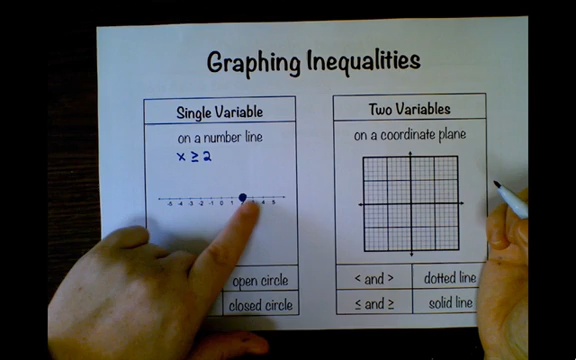 Graphing Inequalities
Single Variable
on a number line
x ≥ 2
-5 -4 -3 -2 -1 0 1 3 4 5
open circle
closed circle
Two Variables
on a coordinate plane
< and > dotted line
≤ and ≥ solid line